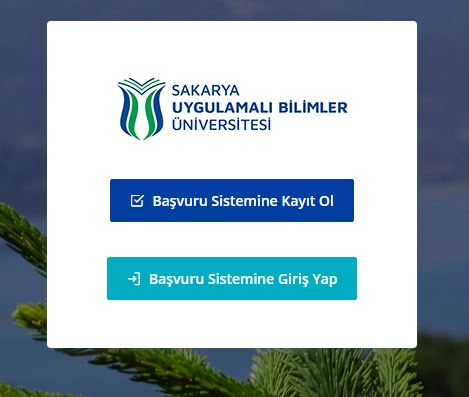 SAKARYA
UYGULAMALI BİLİMLER
ÜNİVERSİTESİ
Başvuru Sistemine Kayıt Ol
Başvuru Sistemine Giriş Yap